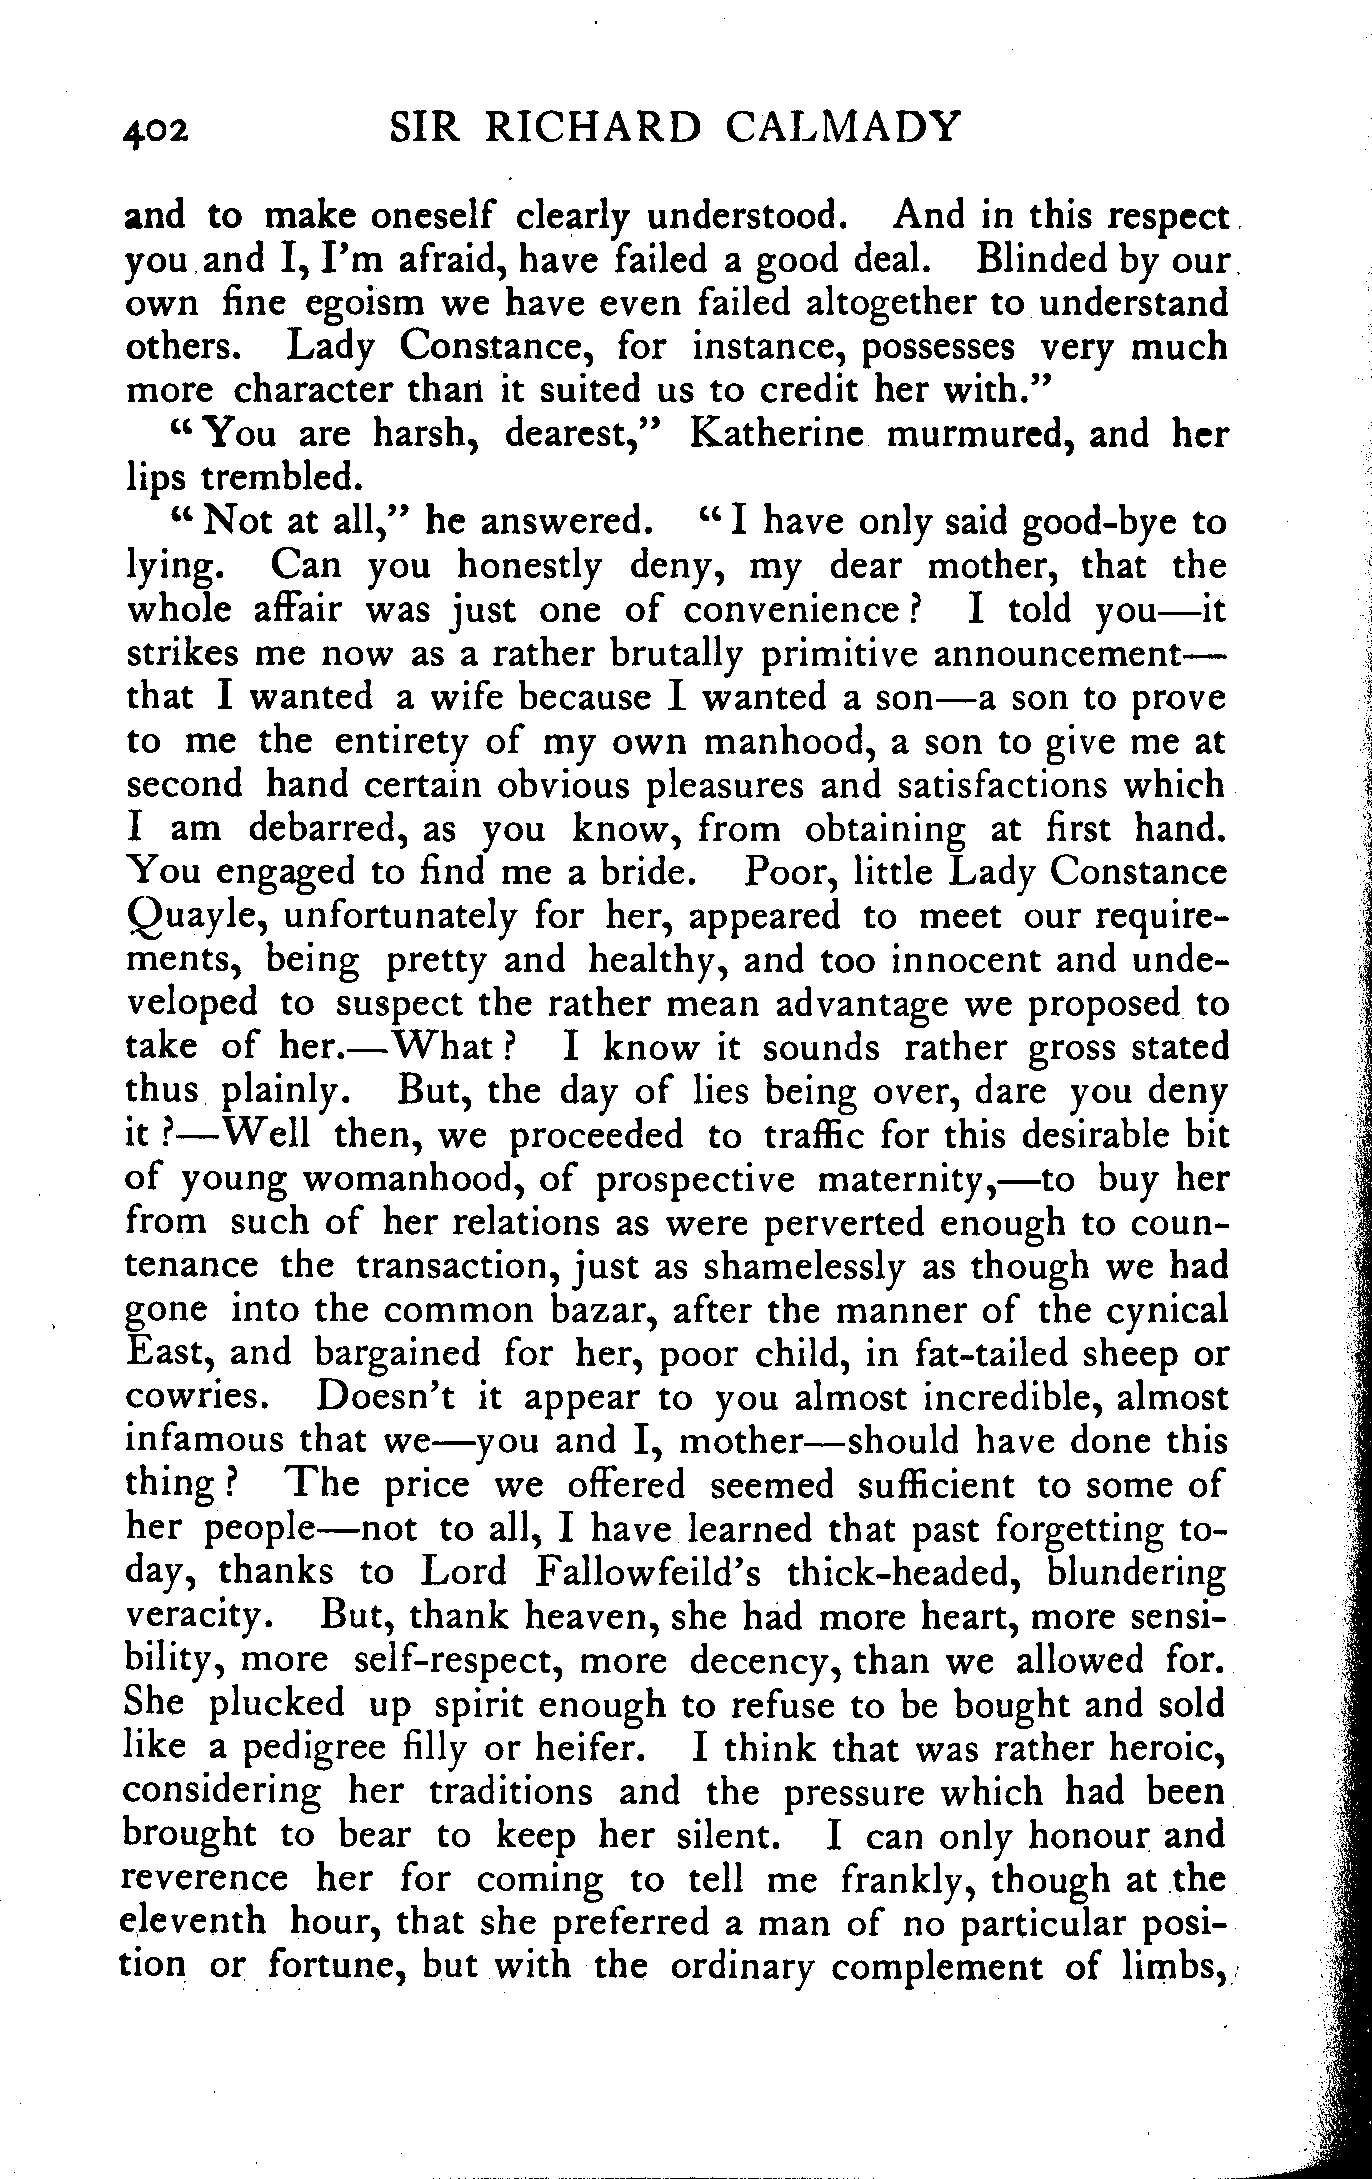 402 SIR RICHARD CALMADY
and to make oneself clearly understood. And in this respect
you and I, I'm afraid, have failed a good deal. Blinded by our
own fine egoism we have even failed altogether to understand
others. Lady Constance, for instance, possesses very much
more character than it suited us to credit her with."
"You are harsh, dearest," Katherine murmured, and her
lips trembled.
"Not at all," he answered. "I have only said good-bye to
lying. Can you honestly deny, my dear mother, that the
whole affair was just one of convenience? I told you—it
strikes me now as a rather brutally primitive announcement—
that I wanted a wife because I wanted a son—a son to prove
to me the entirety of my own manhood, a son to give me at
second hand certain obvious pleasures and satisfactions which
I am debarred, as you know, from obtaining at first hand.
You engaged to find me a bride. Poor, little Lady Constance
Quayle, unfortunately for her, appeared to meet our require-
ments, being pretty and healthy, and too innocent and unde-
veloped to suspect the rather mean advantage we proposed to
take of her.—What? I know it sounds rather gross stated
thus plainly. But, the day of lies being over, dare you deny
it?—Well then, we proceeded to traffic for this desirable bit
of young womanhood, of prospective maternity,—to buy her
from such of her relations as were perverted enough to coun-
tenance the transaction, just as shamelessly as though we had
gone into the common bazar, after the manner of the cynical
East, and bargained for her, poor child, in fat-tailed sheep or
cowries. Doesn't it appear to you almost incredible, almost
infamous that we—you and I, mother—should have done this
thing? The price we offered seemed sufficient to some of
her people—not to all, I have learned that past forgetting to-
day, thanks to Lord Fallowfeild's thick-headed, blundering
veracity. But, thank heaven, she had more heart, more sensi-
bility, more self-respect, more decency, than we allowed for.
She plucked up spirit enough to refuse to be bought and sold
like a pedigree filly or heifer. I think that was rather heroic,
considering her traditions and the pressure which had been
brought to bear to keep her silent. I can only honour and
reverence her for coming to tell me frankly, though at the
eleventh hour, that she preferred a man of no particular posi-
tion or fortune, but with the ordinary complement of limbs,